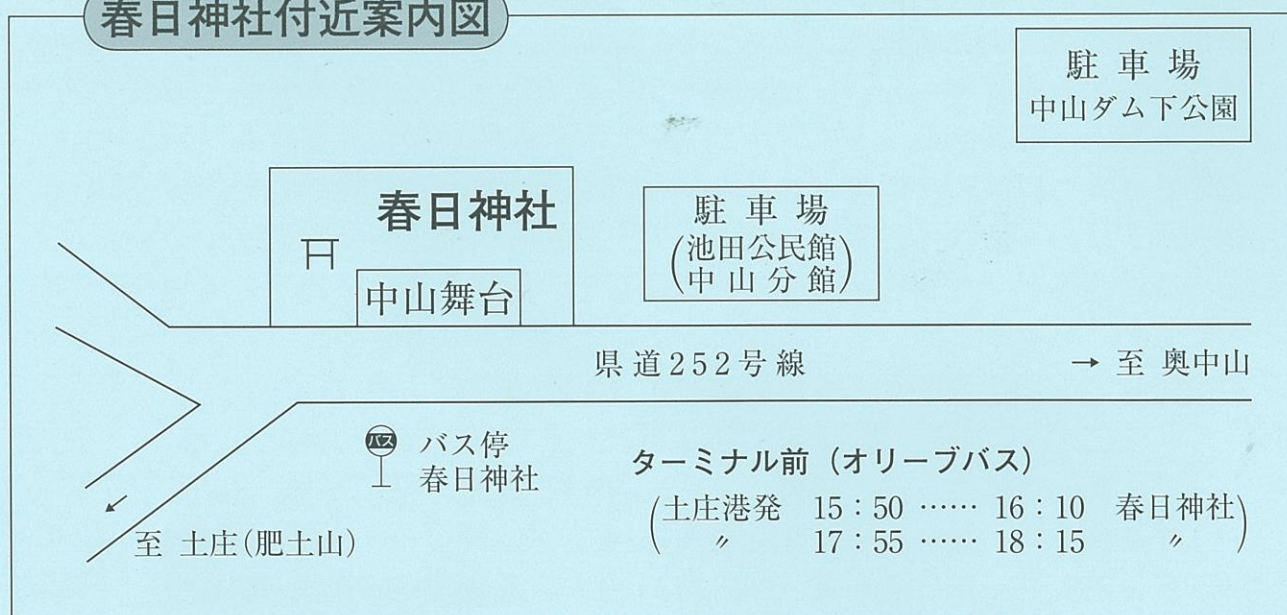 春日神社付近案内図
駐車場
中山ダム下公園
春日神社
中山舞台
駐車場
(池田公民館
中山分館)
県道252号線
→ 至 奥中山
バス
バス停
春日神社
ターミナル前（オリーブバス）
(土庄港発 15：50 …… 16：10 春日神社
〃 17：55 …… 18：15 〃)
至 土庄(肥土山)